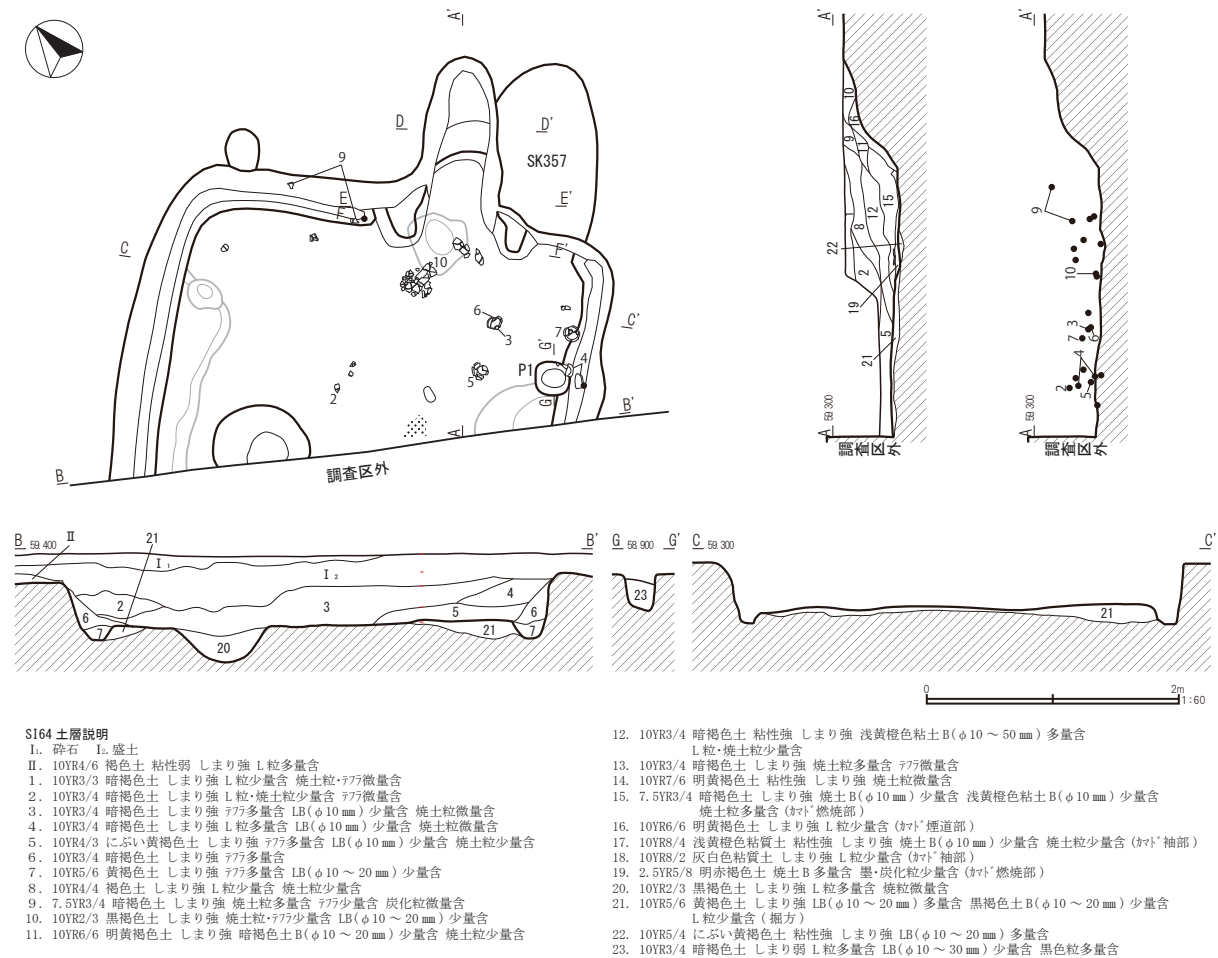 A'
A'
A'
D
D'
SK357
9
E
E'
F
F'
C
10
C'
6
3
7
G'
P1
4
5
G
2
A
B'
B
調査区外
10
16
9
11
15
12
8
22
2
19
5
21
A 59.300
調査区外
9
10
3
7
6
4
2
5
A 59.300
調査区外
B 59.400
Ⅱ
21
B'
Ⅰ₁
Ⅰ₂
2
3
4
5
6
6
7
7
20
21
G 58.900 G'
23
C 59.300
C'
21
0 2m
1:60
SI64 土層説明
Ⅰ₁. 砕石 Ⅰ₂. 盛土
Ⅱ. 10YR4/6 褐色土 粘性弱 しまり強 L粒多量含
1. 10YR3/3 暗褐色土 しまり強 L粒少量含 焼土粒・テフラ微量含
2. 10YR3/4 暗褐色土 しまり強 L粒・焼土粒少量含 テフラ微量含
3. 10YR3/4 暗褐色土 しまり強 テフラ多量含 LB(φ10㎜)少量含 焼土粒微量含
4. 10YR3/4 暗褐色土 しまり強 L粒多量含 LB(φ10㎜)少量含 焼土粒微量含
5. 10YR4/3 にぶい黄褐色土 しまり強 テフラ多量含 LB(φ10㎜)少量含 焼土粒少量含
6. 10YR3/4 暗褐色土 しまり強 テフラ多量含
7. 10YR5/6 黄褐色土 しまり強 テフラ少量含 LB(φ10～20㎜)少量含
8. 10YR4/4 褐色土 しまり強 L粒少量含 焼土粒少量含
9. 7.5YR3/4 暗褐色土 しまり強 焼土粒多量含 テフラ少量含 炭化粒微量含
10. 10YR2/3 黒褐色土 しまり強 焼土粒・テフラ少量含 LB(φ10～20㎜)少量含
11. 10YR6/6 明黄褐色土 しまり強 暗褐色土B(φ10～20㎜)少量含 焼土粒少量含
12. 10YR3/4 暗褐色土 粘性強 しまり強 浅黄橙色粘土B(φ10～50㎜)多量含
L粒・焼土粒少量含
13. 10YR3/4 暗褐色土 しまり強 焼土粒多量含 テフラ微量含
14. 10YR7/6 明黄褐色土 粘性強 しまり強
15. 7.5YR3/4 暗褐色土 しまり強 焼土B(φ10㎜)少量含 浅黄橙色粘土B(φ10㎜)少量含
焼土粒多量含(ｶﾏﾄﾞ燃焼部)
16. 10YR6/6 明黄褐色土 しまり強 L粒少量含(ｶﾏﾄﾞ煙道部)
17. 10YR8/4 浅黄橙色粘質土 粘性強 しまり強 焼土B(φ10㎜)少量含 焼土粒少量含(ｶﾏﾄﾞ袖部)
18. 10YR8/2 灰白色粘質土 しまり強 L粒少量含(ｶﾏﾄﾞ袖部)
19. 2.5YR5/8 明赤褐色土 焼土B多量含 墨・炭化粒少量含(ｶﾏﾄﾞ燃焼部)
20. 10YR2/3 黒褐色土 しまり強 L粒多量含 焼粒微量含
21. 10YR5/6 黄褐色土 しまり強 LB(φ10～20㎜)多量含 黒褐色土B(φ10～20㎜)少量含
L粒少量含(掘方)
22. 10YR5/4 にぶい黄褐色土 粘性強 しまり強 LB(φ10～20㎜)多量含
23. 10YR3/4 暗褐色土 しまり弱 L粒多量含 LB(φ10～30㎜)少量含 黒色粒多量含